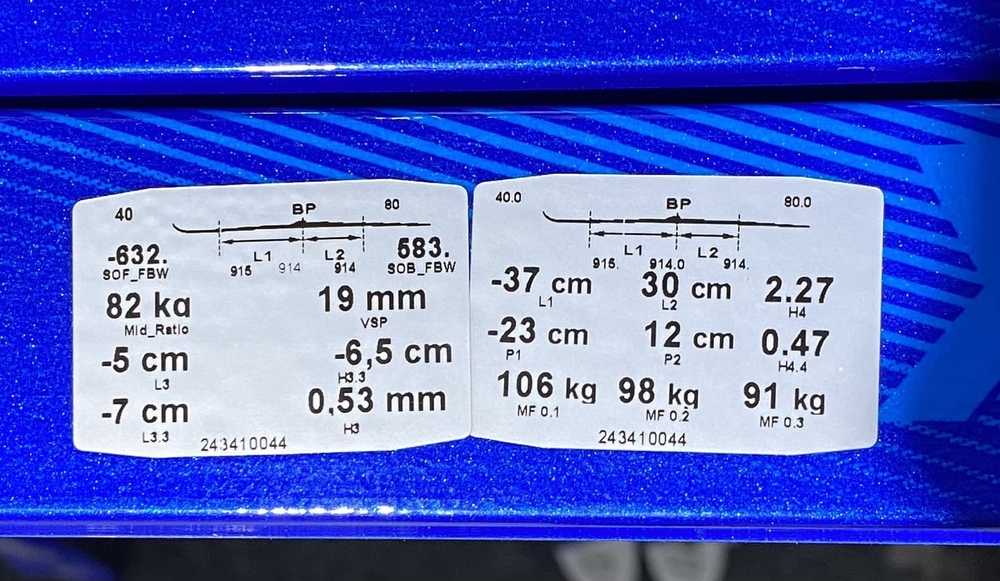 40 BP 80
-632. L1 L2 583.
SOF_FBW 915 914 914 SOB_FBW
82 kg 19 mm
Mid_Ratio VSP
-5 cm -6,5 cm
L3 H3.3
-7 cm 0,53 mm
L3.3 H3
243410044
40.0 BP 80.0
L1 L2
915. 914.0 914.
-37 cm 30 cm 2.27
L1 L2 H4
-23 cm 12 cm 0.47
P1 P2 H4.4
106 kg 98 kg 91 kg
MF 0.1 MF 0.2 MF 0.3
243410044